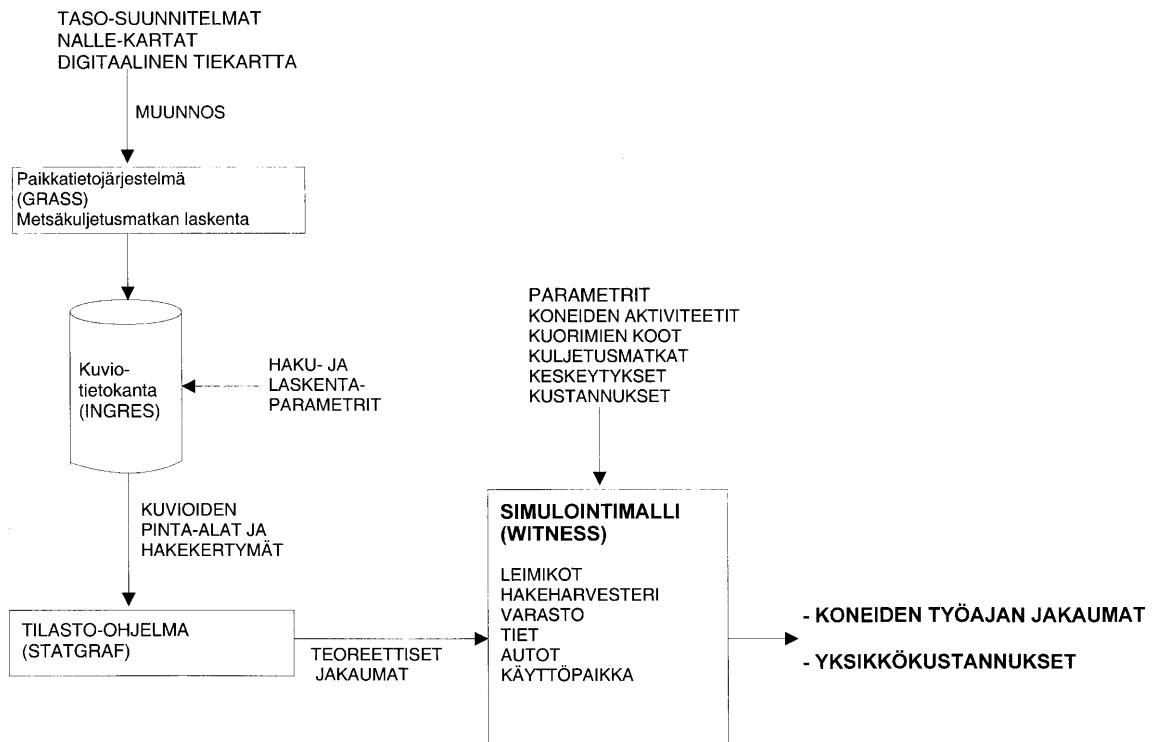 TASO-SUUNNITELMAT
NALLE-KARTAT
DIGITAALINEN TIEKARTTA
MUUNNOS
Paikkatietojärjestelmä
(GRASS)
Metsäkuljetusmatkan laskenta
Kuvio-
tietokanta
(INGRES)
HAKU- JA
LASKENTA-
PARAMETRIT
KUVIOIDEN
PINTA-ALAT JA
HAKEKERTYMÄT
TILASTO-OHJELMA
(STATGRAF)
TEOREETTISET
JAKAUMAT
PARAMETRIT
KONEIDEN AKTIVITEETIT
KUORIMIEN KOOT
KULJETUSMATKAT
KESKEYTYKSET
KUSTANNUKSET
SIMULOINTIMALLI
(WITNESS)
LEIMIKOT
HAKEHARVESTERI
VARASTO
TIET
AUTOT
KÄYTTÖPAIKKA
- KONEIDEN TYÖAJAN JAKAUMAT
- YKSIKKÖKUSTANNUKSET